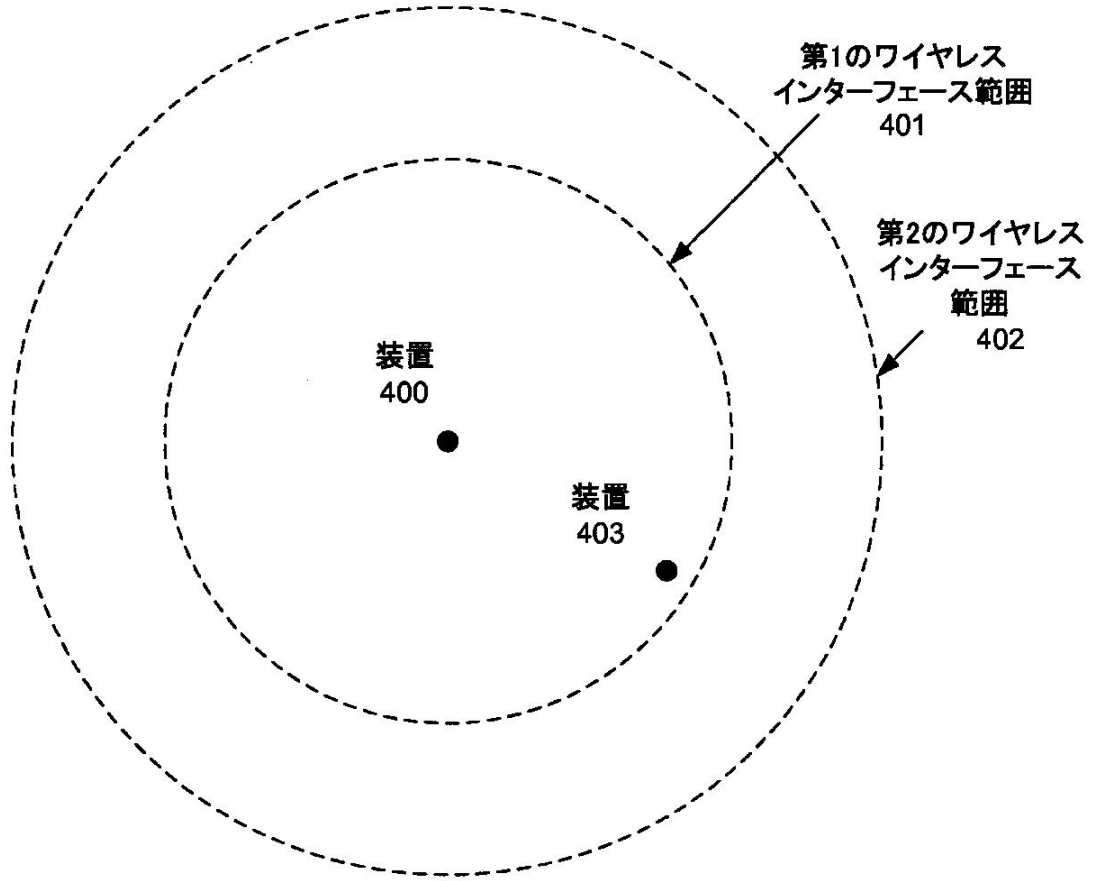 第1のワイヤレス
インターフェース範囲
401
第2のワイヤレス
インターフェース
範囲
402
装置
400
装置
403